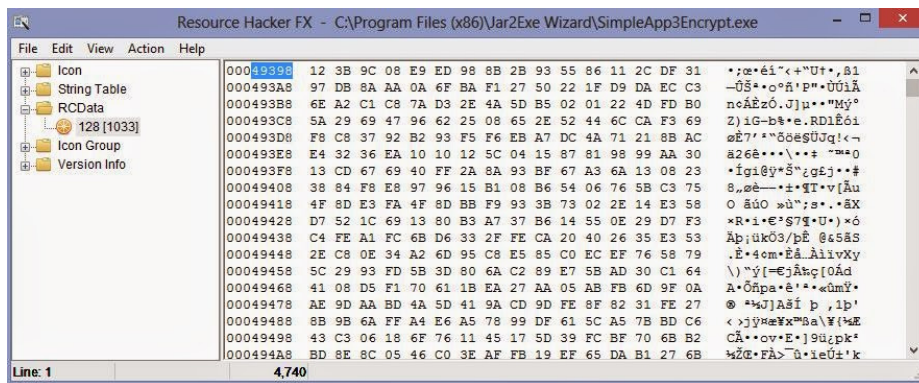 Resource Hacker FX - C:\Program Files (x86)\Jar2Exe Wizard\SimpleApp3Encrypt.exe
File Edit View Action Help
Icon
String Table
RCData
128 [1033]
Icon Group
Version Info
00049398 12 3B 9C 08 E9 ED 98 8B 2B 93 55 86 11 2C DF 31
000493A8 97 DB 8A AA 0A 6F BA F1 27 50 22 1F D9 DA EC C3
000493B8 6E A2 C1 C8 7A D3 2E 4A 5D B5 02 01 22 4D FD B0
000493C8 5A 29 69 47 96 62 25 08 65 2E 52 44 6C CA F3 69
000493D8 F8 C8 37 92 B2 93 F5 F6 EB A7 DC 4A 71 21 8B AC
000493E8 E4 32 36 EA 10 10 12 5C 04 15 87 81 98 99 AA 30
000493F8 13 CD 67 69 40 FF 2A 8A 93 BF 67 A3 6A 13 08 23
00049408 38 84 F8 E8 97 96 15 B1 08 B6 54 06 76 5B C3 75
00049418 4F 8D E3 FA 4F 8D BB F9 93 3B 73 02 2E 14 E3 58
00049428 D7 52 1C 69 13 80 B3 A7 37 B6 14 55 0E 29 D7 F3
00049438 C4 FE A1 FC 6B D6 33 2F FE CA 20 40 26 35 E3 53
00049448 2E C8 0E 34 A2 6D 95 C8 E5 85 C0 EC EF 76 58 79
00049458 5C 29 93 FD 5B 3D 80 6A C2 89 E7 5B AD 30 C1 64
00049468 41 08 D5 F1 70 61 1B EA 27 AA 05 AB FB 6D 9F 0A
00049478 AE 9D AA BD 4A 5D 41 9A CD 9D FE 8F 82 31 FE 27
00049488 8B 9B 6A FF A4 E6 A5 78 99 DF 61 5C A5 7B BD C6
00049498 43 C3 06 18 6F 76 11 45 17 5D 39 FC BF 70 6B B2
000494A8 BD 8E 8C 05 46 C0 3E AF FB 19 EF 65 DA B1 27 6B
Line: 1 4,740